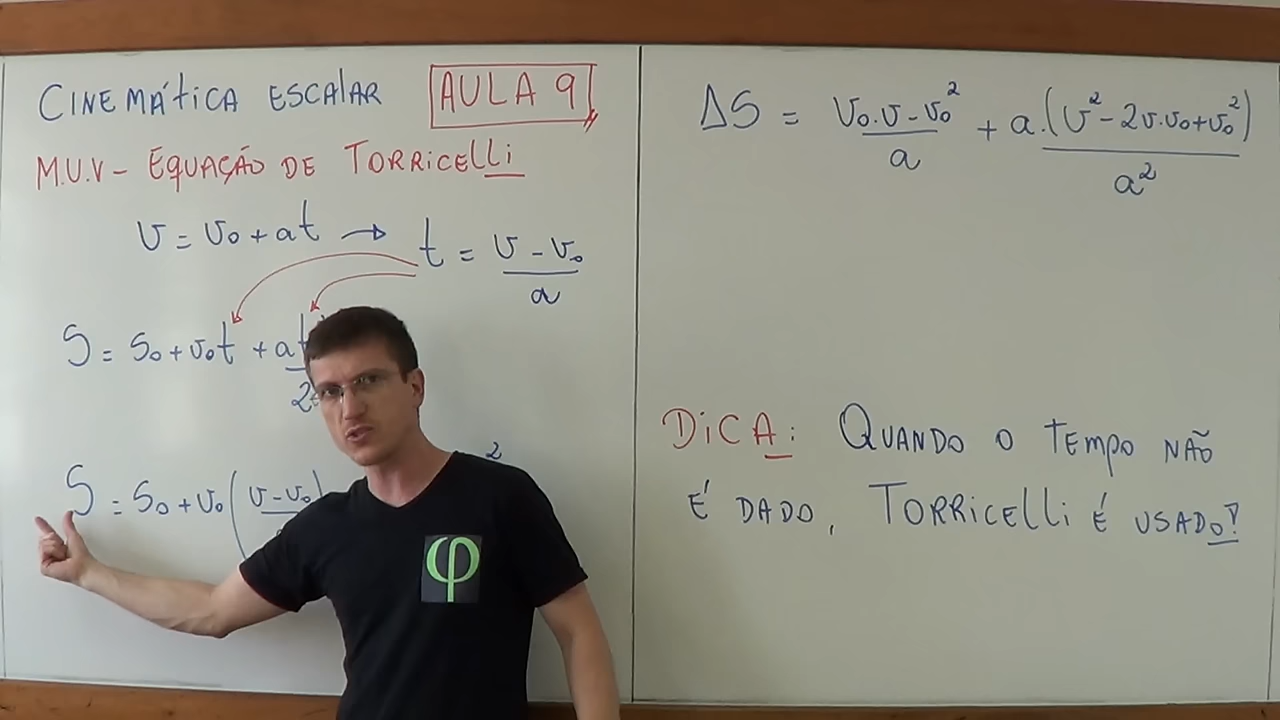 CINEMÁTICA ESCALAR AULA 9
M.U.V - EQUAÇÃO DE TORRICELLI
v = v₀ + at → t = (v - v₀)/a
S = S₀ + v₀t + at
2
S = S₀ + v₀(v - v₀)
2
φ
ΔS = (v₀.v - v₀²)/a + a.(v² - 2v.v₀ + v₀²)/a²
DICA: QUANDO O TEMPO NÃO
É DADO, TORRICELLI É USADO!